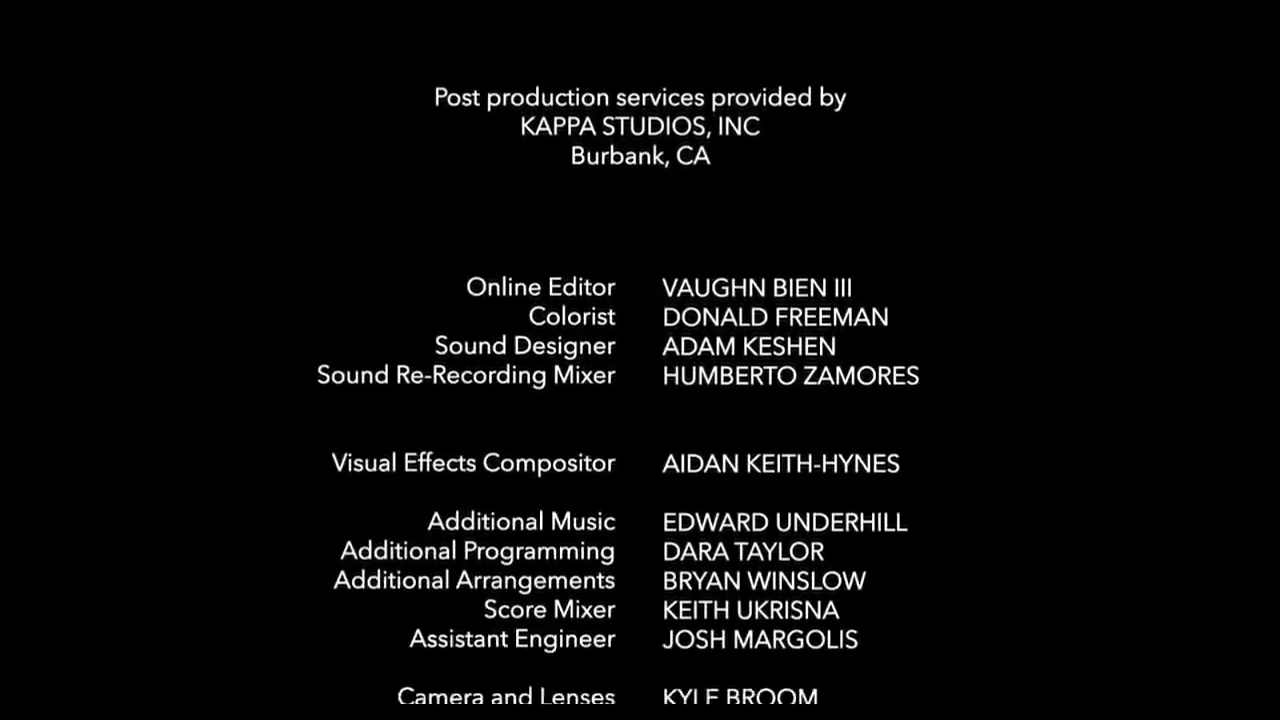 Post production services provided by
KAPPA STUDIOS, INC
Burbank, CA
Online Editor VAUGHN BIEN III
Colorist DONALD FREEMAN
Sound Designer ADAM KESHEN
Sound Re-Recording Mixer HUMBERTO ZAMORES
Visual Effects Compositor AIDAN KEITH-HYNES
Additional Music EDWARD UNDERHILL
Additional Programming DARA TAYLOR
Additional Arrangements BRYAN WINSLOW
Score Mixer KEITH UKRISNA
Assistant Engineer JOSH MARGOLIS
Camera and Lenses KYLE BROOM